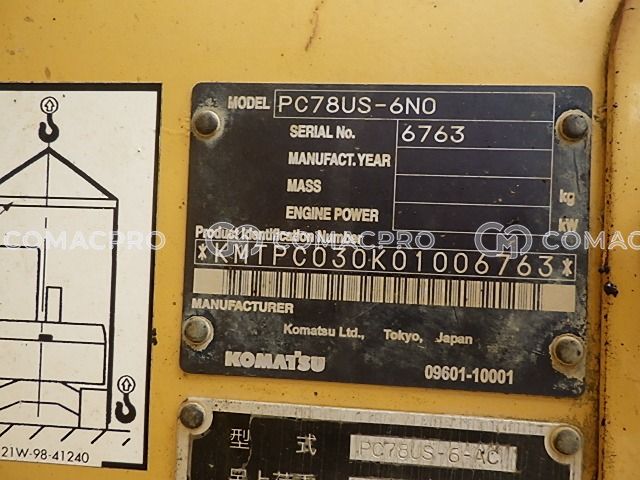 MODEL PC78US-6N0
SERIAL No. 6763
MANUFACT.YEAR
MASS kg
ENGINE POWER kW
Product Identification Number
*KMTPC030K01006763*
MANUFACTURER
Komatsu Ltd., Tokyo, Japan
KOMATSU 09601-10001
型 式 PC78US-6-AC
21W-98-41240
COMACPRO
COMACPRO
COMACPRO